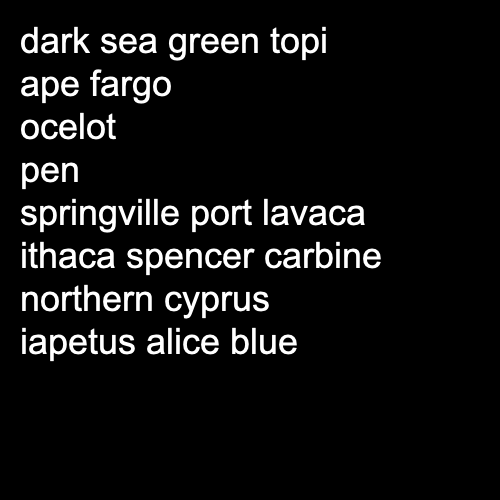 dark sea green topi
ape fargo
ocelot
pen
springville port lavaca
ithaca spencer carbine
northern cyprus
iapetus alice blue